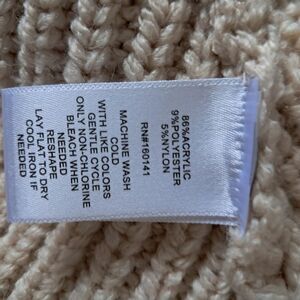 86%ACRYLIC
9%POLYESTER
5%NYLON
RN#160141
MACHINE WASH
COLD
WITH LIKE COLORS
GENTLE CYCLE
ONLY NON-CHLORINE
BLEACH WHEN
NEEDED
RESHAPE
LAY FLAT TO DRY
COOL IRON IF
NEEDED